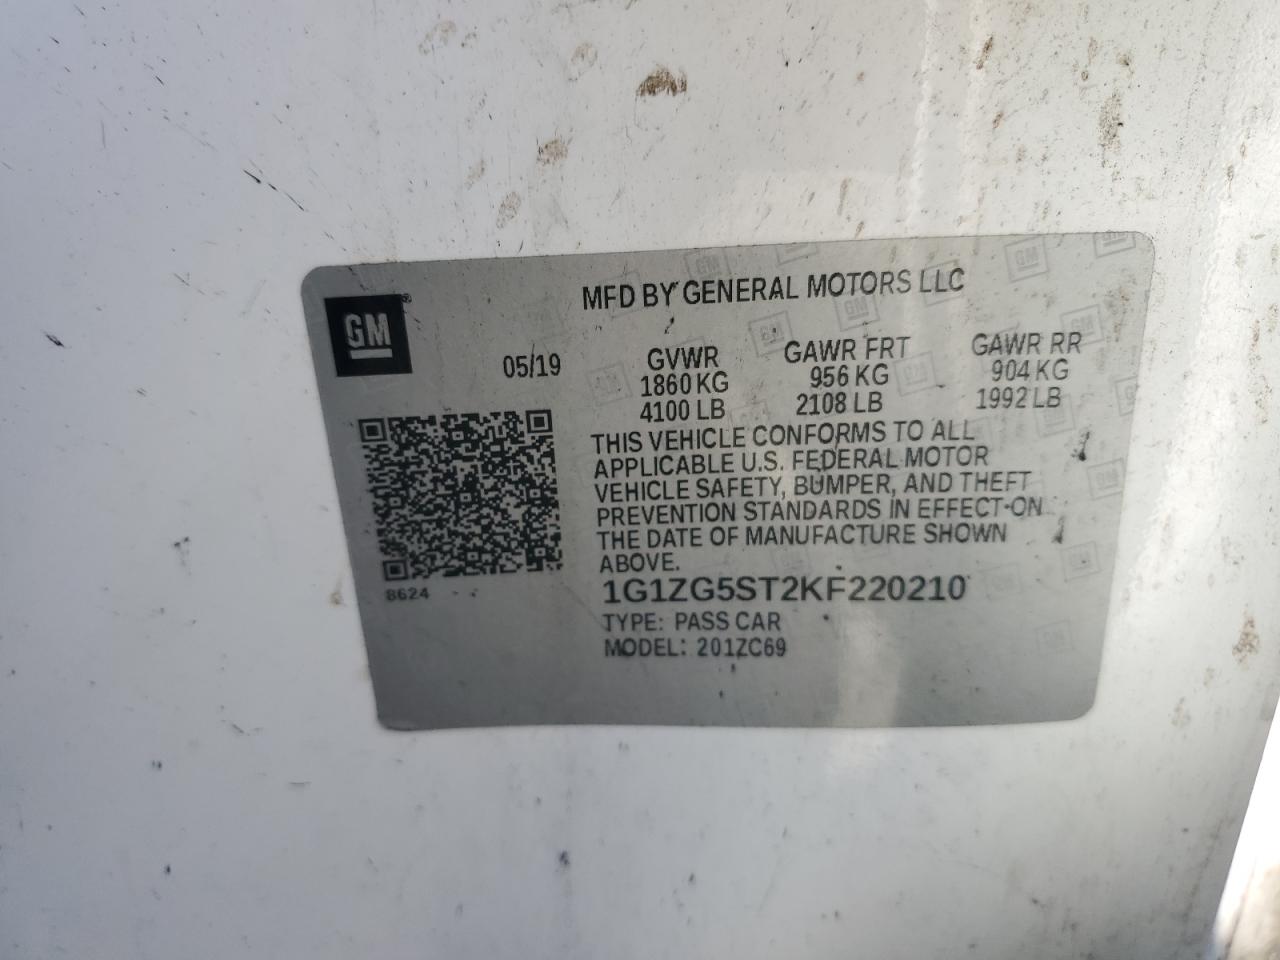 MFD BY GENERAL MOTORS LLC
GM
05/19
GVWR GAWR FRT GAWR RR
1860 KG 956 KG 904 KG
4100 LB 2108 LB 1992 LB
THIS VEHICLE CONFORMS TO ALL
APPLICABLE U.S. FEDERAL MOTOR
VEHICLE SAFETY, BUMPER, AND THEFT
PREVENTION STANDARDS IN EFFECT ON
THE DATE OF MANUFACTURE SHOWN
ABOVE.
8624
1G1ZG5ST2KF220210
TYPE: PASS CAR
MODEL: 201ZC69